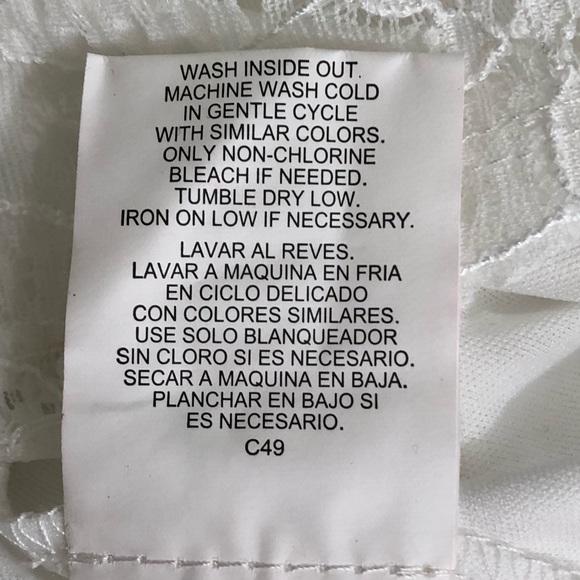 WASH INSIDE OUT.
MACHINE WASH COLD
IN GENTLE CYCLE
WITH SIMILAR COLORS.
ONLY NON-CHLORINE
BLEACH IF NEEDED.
TUMBLE DRY LOW.
IRON ON LOW IF NECESSARY.
LAVAR AL REVES.
LAVAR A MAQUINA EN FRIA
EN CICLO DELICADO
CON COLORES SIMILARES.
USE SOLO BLANQUEADOR
SIN CLORO SI ES NECESARIO.
SECAR A MAQUINA EN BAJA.
PLANCHAR EN BAJO SI
ES NECESARIO.
C49